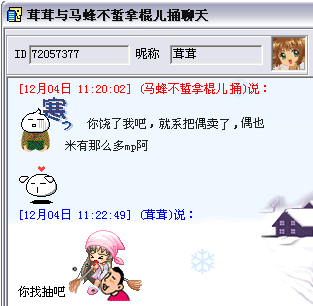 茸茸与马蜂不蜇拿棍儿捅聊天
ID 72057377 昵称 茸茸
[12月04日 11:20:02] (马蜂不蜇拿棍儿捅)说：
寒 你饶了我吧，就系把偶卖了,偶也
米有那么多mp阿
[12月04日 11:22:49] (茸茸)说：
你找抽吧